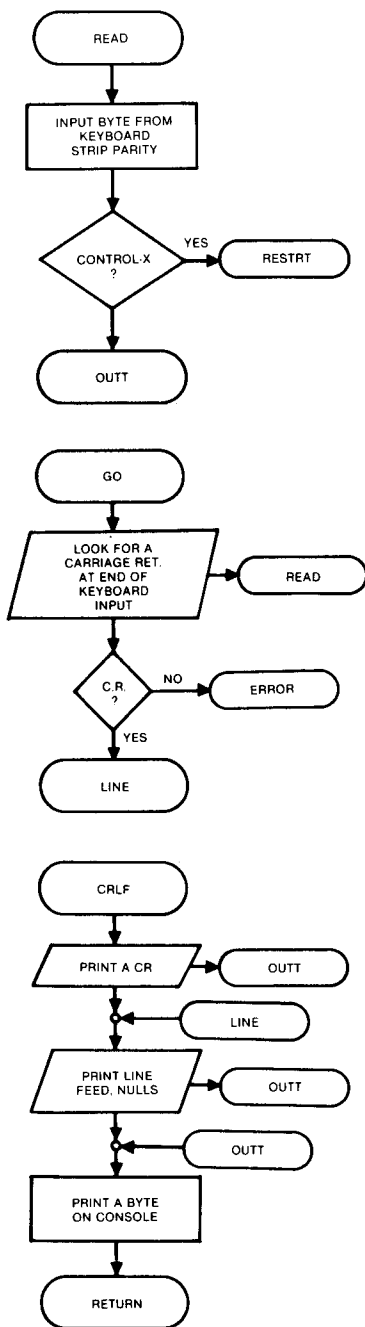 READ
INPUT BYTE FROM
KEYBOARD
STRIP PARITY
CONTROL-X
?
YES
RESTRT
OUTT
GO
LOOK FOR A
CARRIAGE RET.
AT END OF
KEYBOARD
INPUT
READ
C.R.
?
NO
ERROR
YES
LINE
CRLF
PRINT A CR
OUTT
LINE
PRINT LINE
FEED, NULLS
OUTT
OUTT
PRINT A BYTE
ON CONSOLE
RETURN